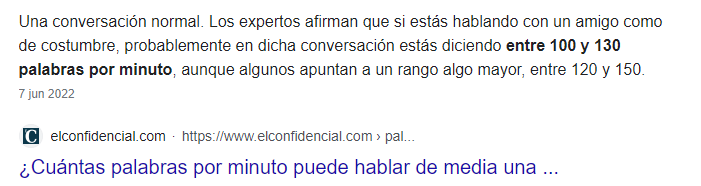 Una conversación normal. Los expertos afirman que si estás hablando con un amigo como
de costumbre, probablemente en dicha conversación estás diciendo entre 100 y 130
palabras por minuto, aunque algunos apuntan a un rango algo mayor, entre 120 y 150.
7 jun 2022
C elconfidencial.com · https://www.elconfidencial.com › pal...
¿Cuántas palabras por minuto puede hablar de media una ...